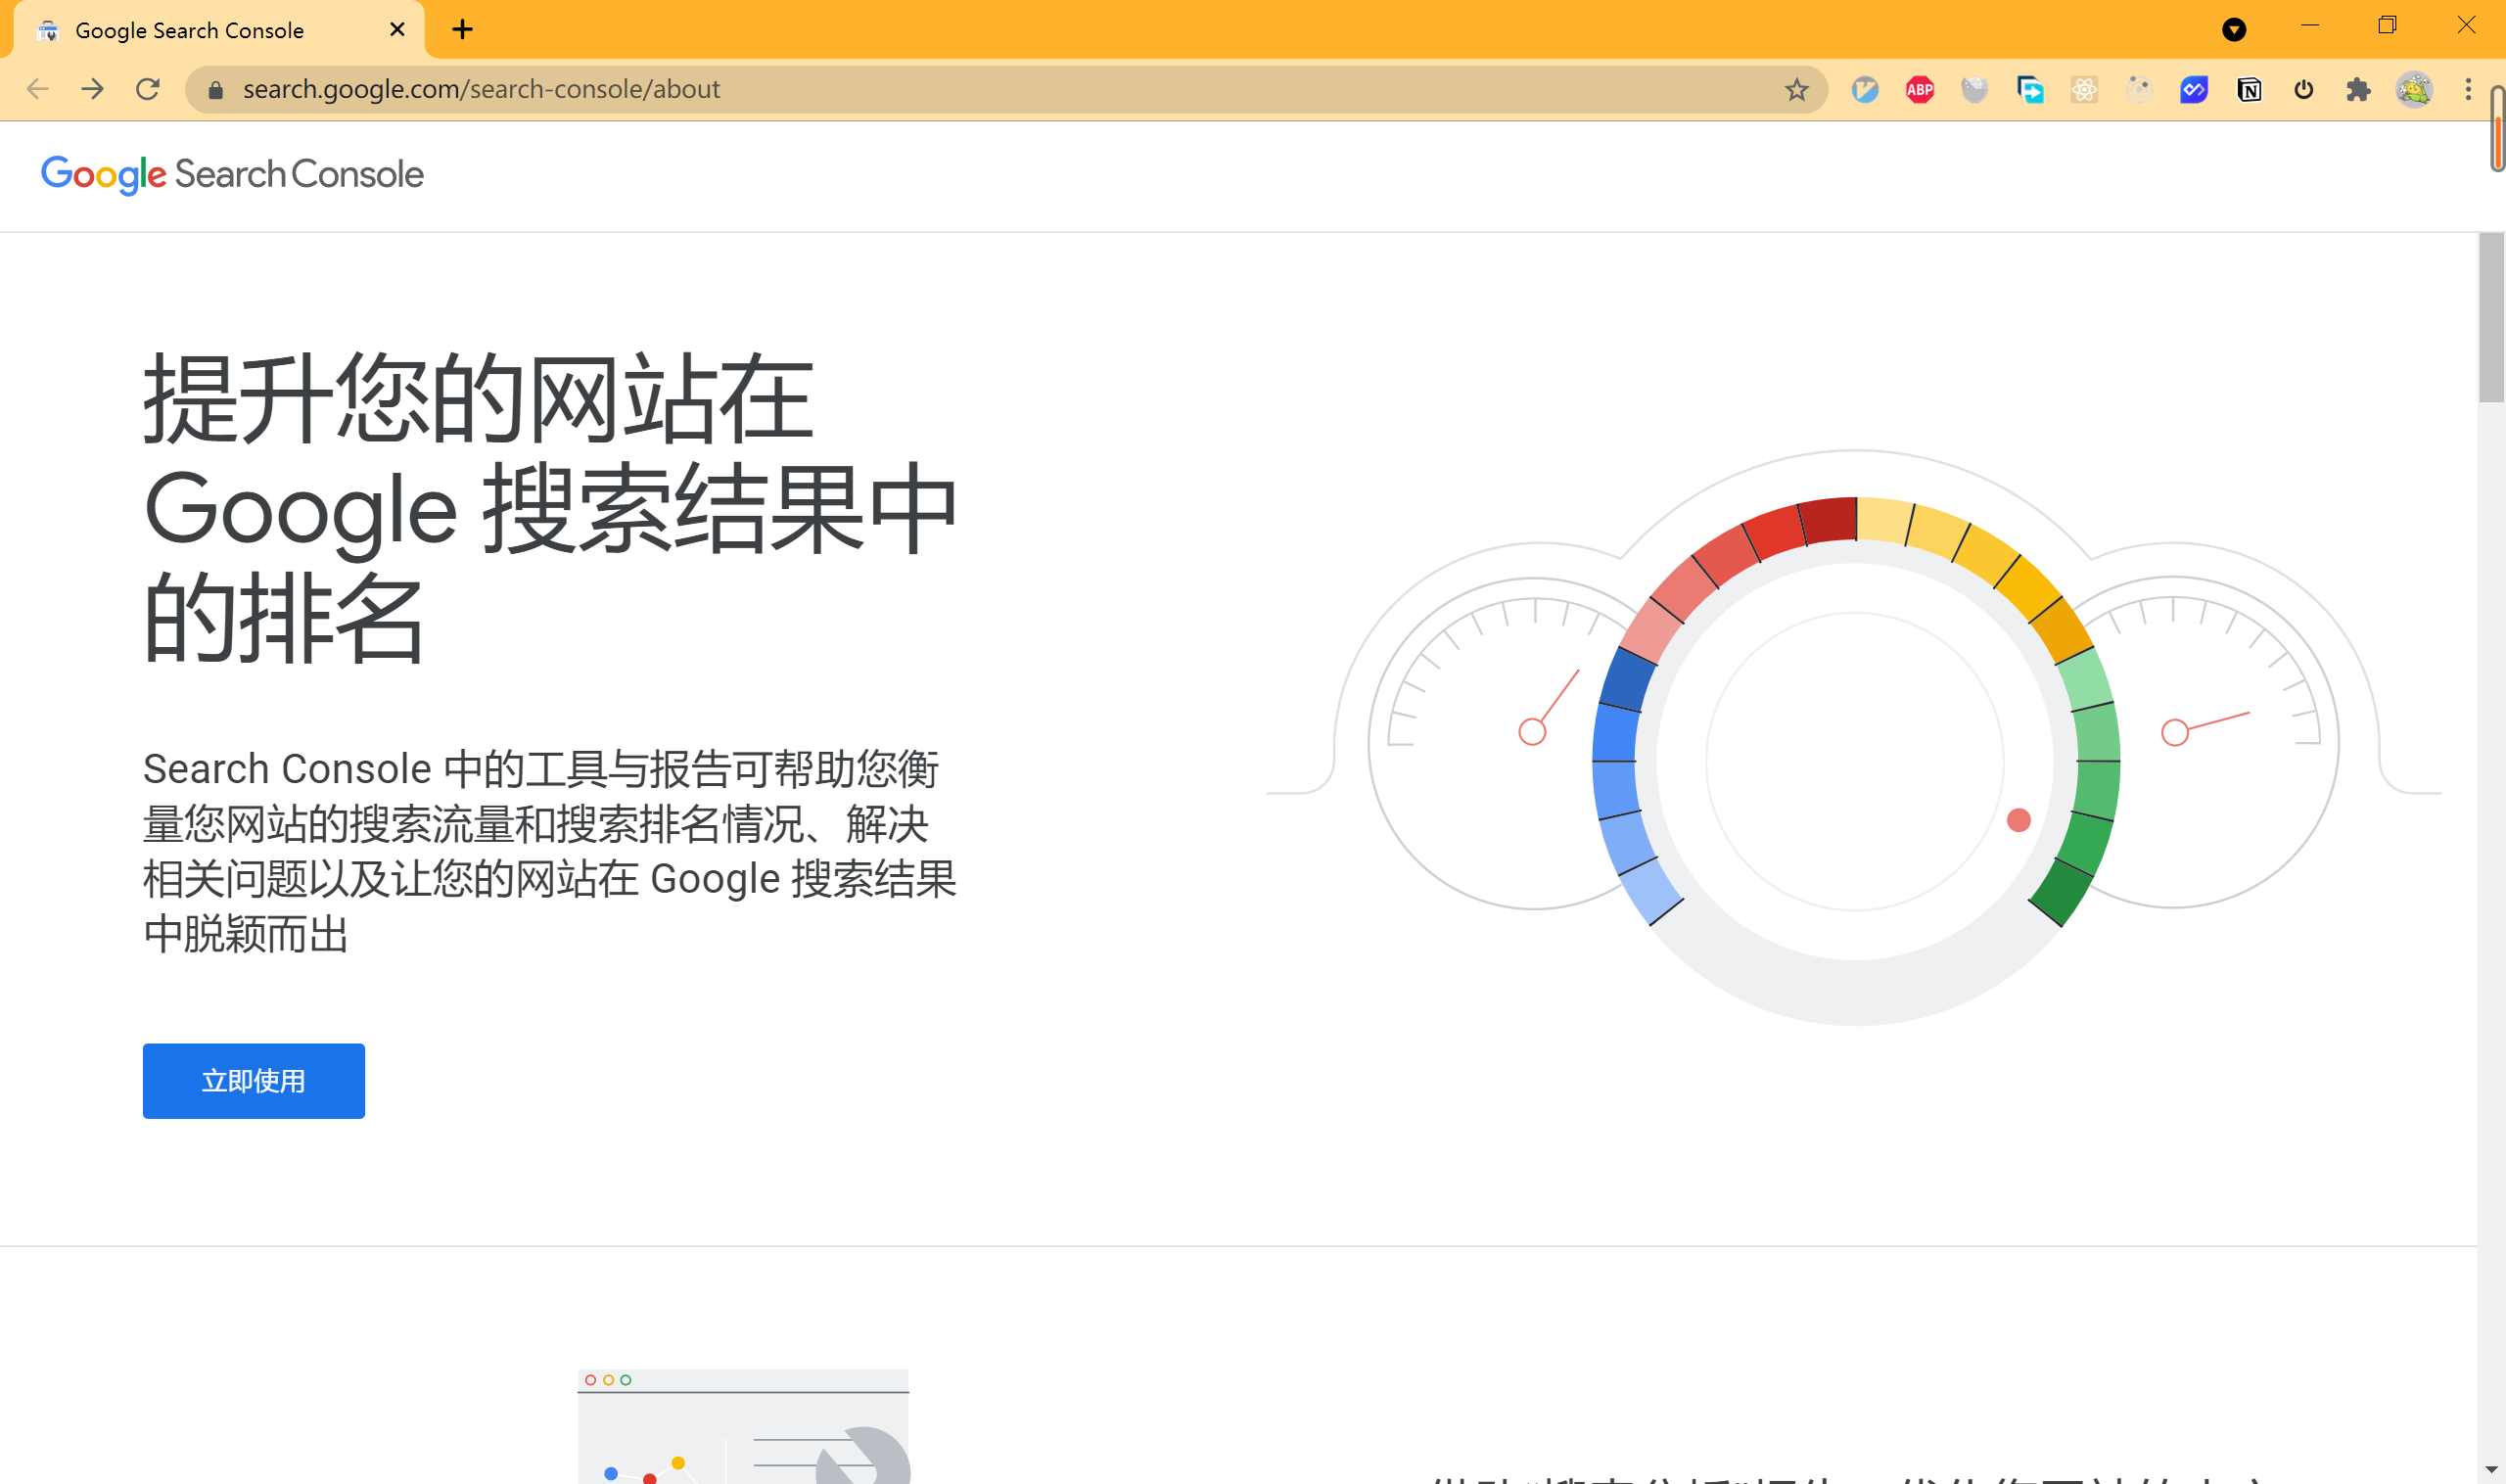 Google Search Console
search.google.com/search-console/about
ABP
N
Google Search Console
提升您的网站在
Google 搜索结果中
的排名
Search Console 中的工具与报告可帮助您衡
量您网站的搜索流量和搜索排名情况、解决
相关问题以及让您的网站在 Google 搜索结果
中脱颖而出
立即使用